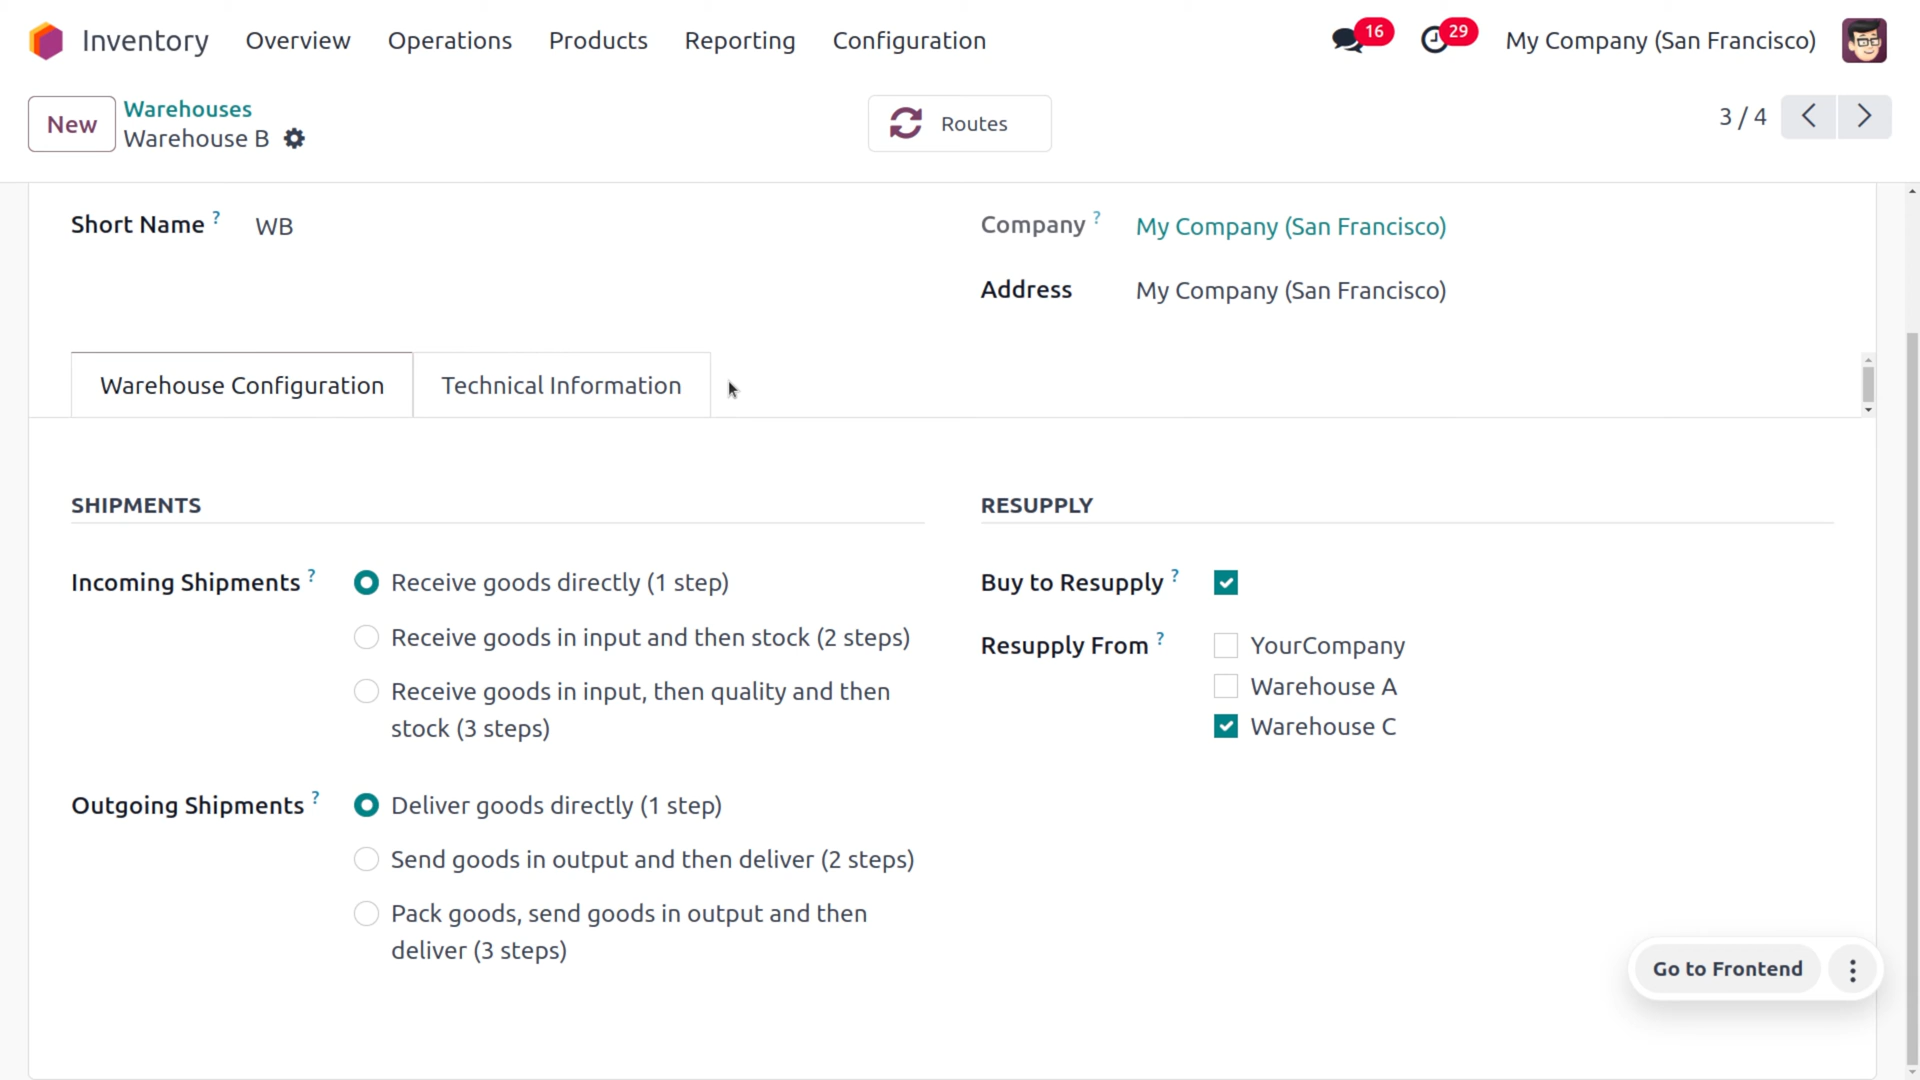 Inventory Overview Operations Products Reporting Configuration 16 29 My Company (San Francisco)
New Warehouses
Warehouse B
Routes
3 / 4
Short Name ? WB
Company ? My Company (San Francisco)
Address My Company (San Francisco)
Warehouse Configuration Technical Information
SHIPMENTS
Incoming Shipments ? Receive goods directly (1 step)
Receive goods in input and then stock (2 steps)
Receive goods in input, then quality and then
stock (3 steps)
Outgoing Shipments ? Deliver goods directly (1 step)
Send goods in output and then deliver (2 steps)
Pack goods, send goods in output and then
deliver (3 steps)
RESUPPLY
Buy to Resupply ?
Resupply From ? YourCompany
Warehouse A
Warehouse C
Go to Frontend